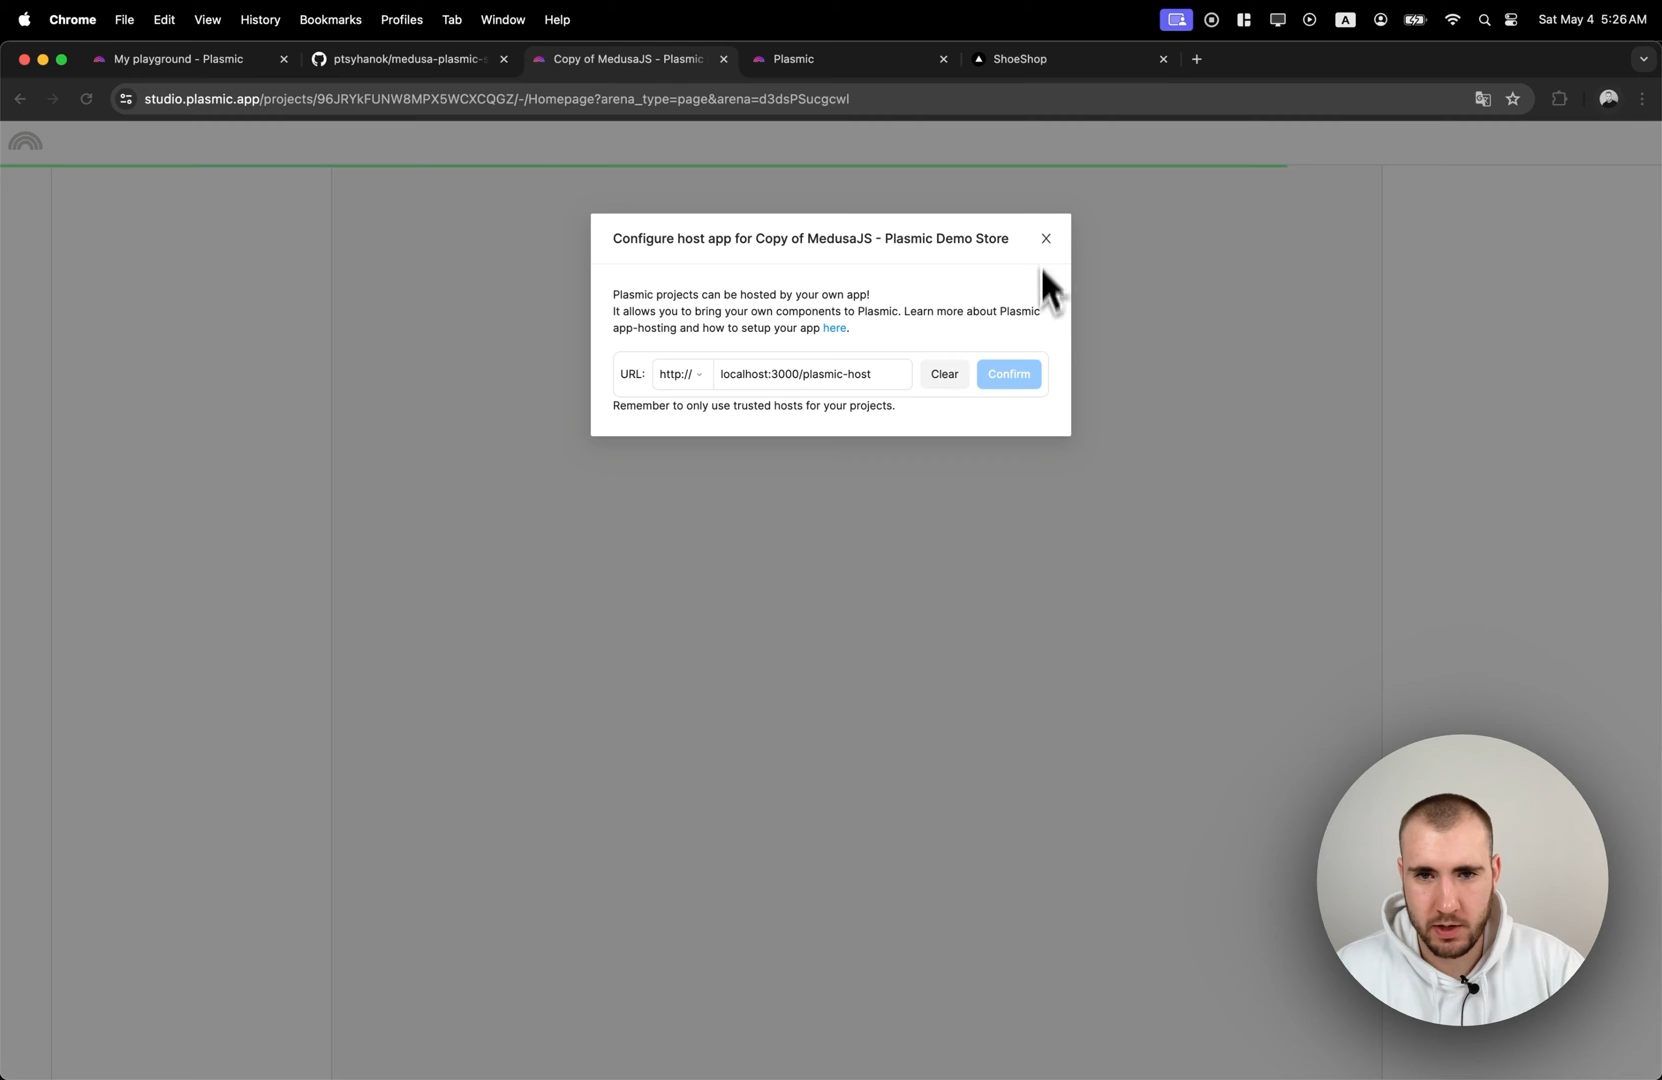 Chrome File Edit View History Bookmarks Profiles Tab Window Help A Sat May 4 5:26 AM
My playground - Plasmic ptsyhanok/medusa-plasmic-s Copy of MedusaJS - Plasmic Plasmic ShoeShop
studio.plasmic.app/projects/96JRYkFUNW8MPX5WCXCQGZ/-/Homepage?arena_type=page&arena=d3dsPSucgcwl
Configure host app for Copy of MedusaJS - Plasmic Demo Store
Plasmic projects can be hosted by your own app!
It allows you to bring your own components to Plasmic. Learn more about Plasmic
app-hosting and how to setup your app here.
URL: http:// localhost:3000/plasmic-host Clear Confirm
Remember to only use trusted hosts for your projects.